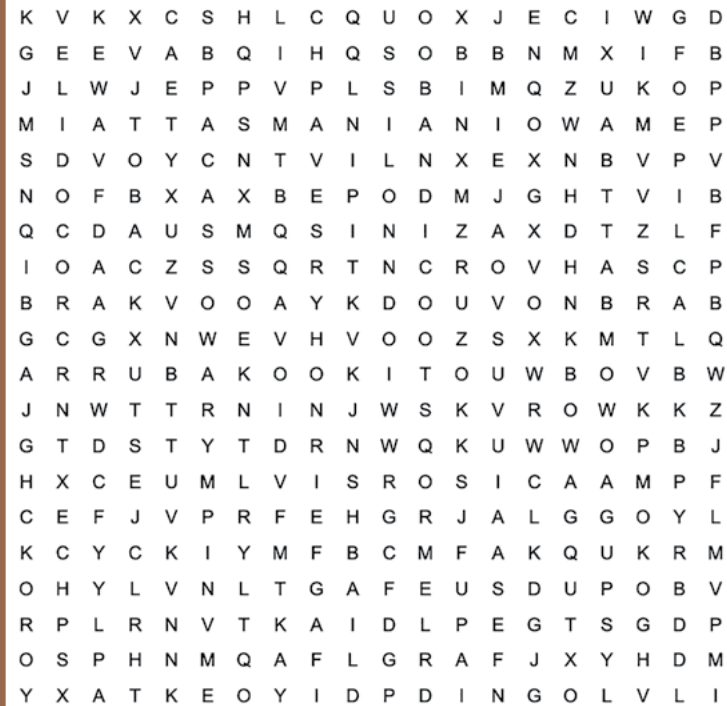 K V K X C S H L C Q U O X J E C I W G D
G E E V A B Q I H Q S O B B N M X I F B
J L W J E P P V P L S B I M Q Z U K O P
M I A T T A S M A N I A N I O W A M E P
S D V O Y C N T V I L N X E X N B V P V
N O F B X A X B E P O D M J G H T V I B
Q C D A U S M Q S I N I Z A X D T Z L F
I O A C Z S S Q R T N C R O V H A S C P
B R A K V O O A Y K D O U V O N B R A B
G C G X N W E V H V O O Z S X K M T L Q
A R R U B A K O O K I T O U W B O V B W
J N W T T R N I N J W S K V R O W K K Z
G T D S T Y T D R N W Q K U W W O P B J
H X C E U M L V I S R O S I C A A M P F
C E F J V P R F E H G R J A L G G O Y L
K C Y C K I Y M F B C M F A K Q U K R M
O H Y L V N L T G A F E U S D U P O B V
R P L R N V T K A I D L P E G T S G D P
O S P H N M Q A F L G R A F J X Y H D M
Y X A T K E O Y I D P D I N G O L V L I